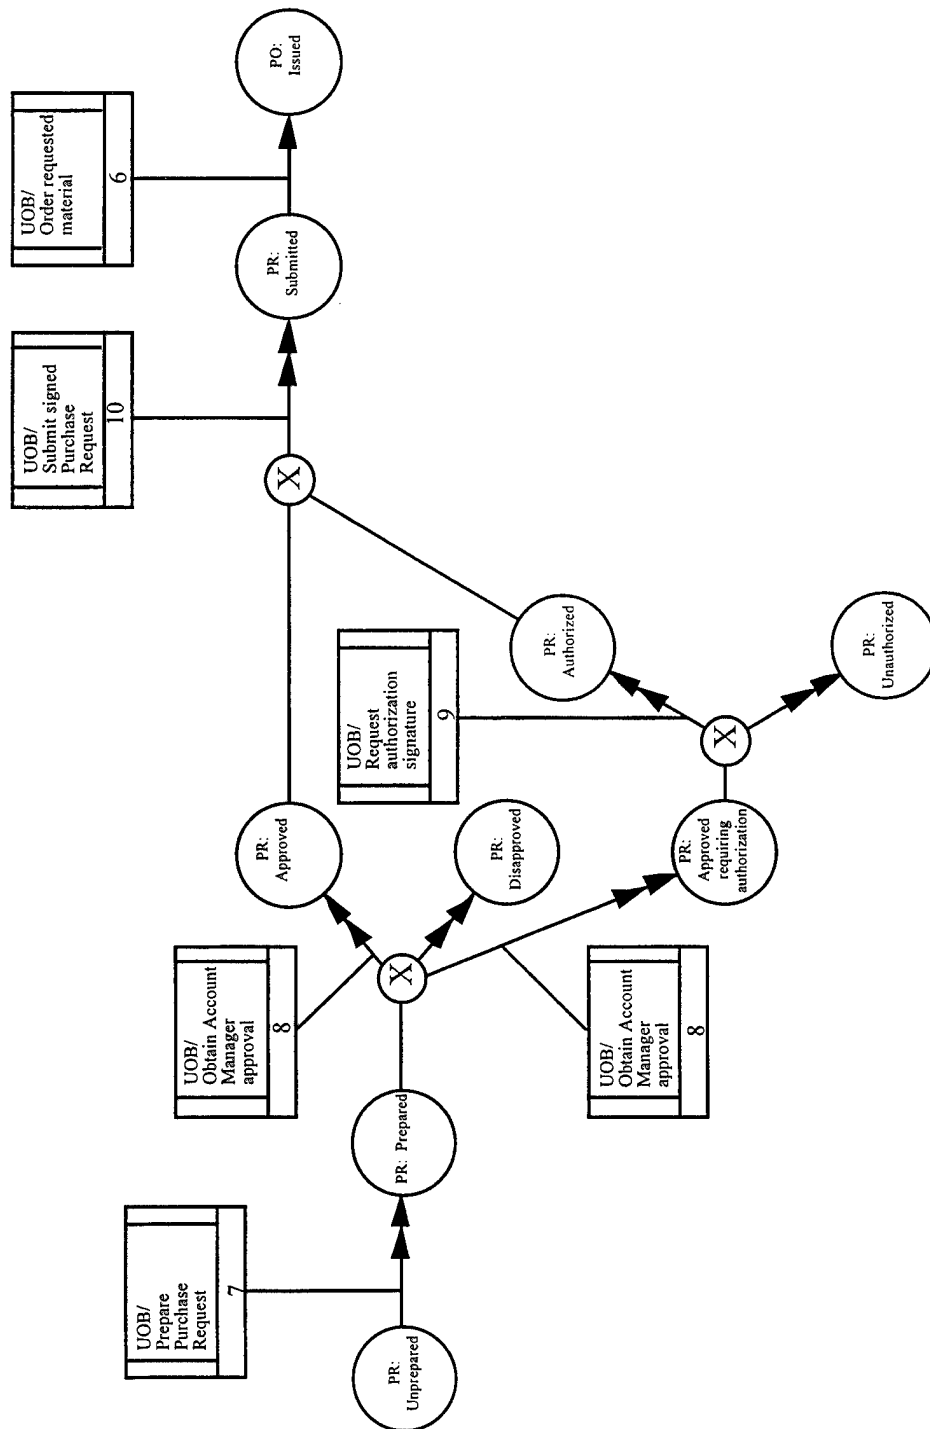 UOB/
Order requested
material
6
PO:
Issued
PR:
Submitted
UOB/
Submit signed
Purchase
Request
10
X
UOB/
Request
authorization
signature
9
PR:
Authorized
PR:
Unauthorized
X
PR:
Approved
PR:
Disapproved
PR:
Approved
requiring
authorization
UOB/
Obtain Account
Manager
approval
8
X
UOB/
Obtain Account
Manager
approval
8
PR: Prepared
UOB/
Prepare
Purchase
Request
7
PR:
Unprepared